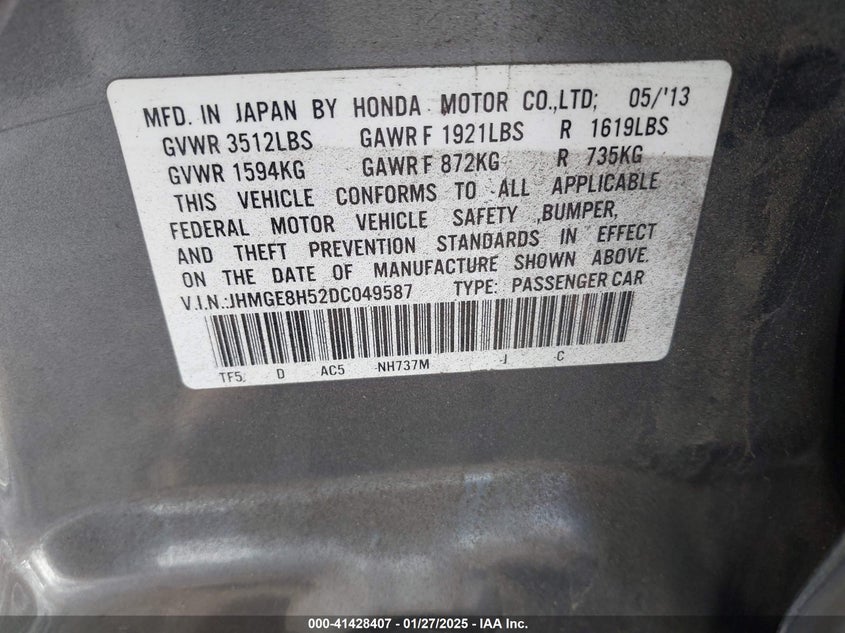 MFD. IN JAPAN BY HONDA MOTOR CO.,LTD; 05/'13
GVWR 3512LBS GAWR F 1921LBS R 1619LBS
GVWR 1594KG GAWR F 872KG R 735KG
THIS VEHICLE CONFORMS TO ALL APPLICABLE
FEDERAL MOTOR VEHICLE SAFETY ,BUMPER,
AND THEFT PREVENTION STANDARDS IN EFFECT
ON THE DATE OF MANUFACTURE SHOWN ABOVE.
V.I.N.:JHMGE8H52DC049587 TYPE: PASSENGER CAR
TF5 D AC5 NH737M -J C
000-41428407 - 01/27/2025 - IAA Inc.